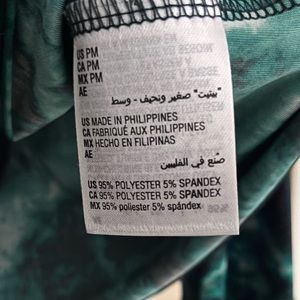 US PM
CA PM
MX PM
AE
"بيتيت" صغير ونحيف - وسط
US MADE IN PHILIPPINES
CA FABRIQUÉ AUX PHILIPPINES
MX HECHO EN FILIPINAS
AE
صُنع في الفلبين
US 95% POLYESTER 5% SPANDEX
CA 95% POLYESTER 5% SPANDEX
MX 95% poliester 5% spándex